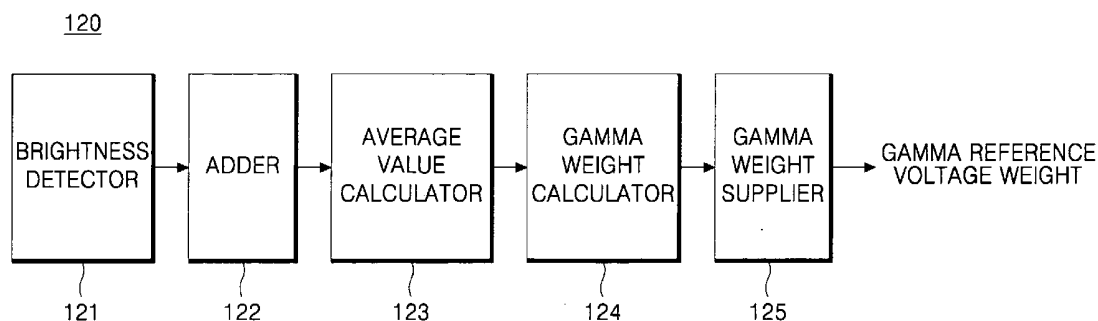 120
BRIGHTNESS
DETECTOR
ADDER
AVERAGE
VALUE
CALCULATOR
GAMMA
WEIGHT
CALCULATOR
GAMMA
WEIGHT
SUPPLIER
GAMMA REFERENCE
VOLTAGE WEIGHT
121
122
123
124
125